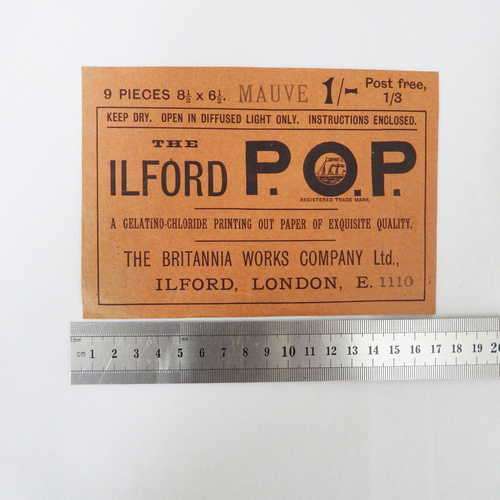 9 PIECES 8½ x 6½. MAUVE 1/- Post free, 1/3
KEEP DRY. OPEN IN DIFFUSED LIGHT ONLY. INSTRUCTIONS ENCLOSED.
THE
ILFORD P.O.P.
REGISTERED TRADE MARK.
A GELATINO-CHLORIDE PRINTING OUT PAPER OF EXQUISITE QUALITY.
THE BRITANNIA WORKS COMPANY Ltd.,
ILFORD, LONDON, E. 1110
cm 1 2 3 4 5 6 7 8 9 10 11 12 13 14 15 16 17 18 19 20